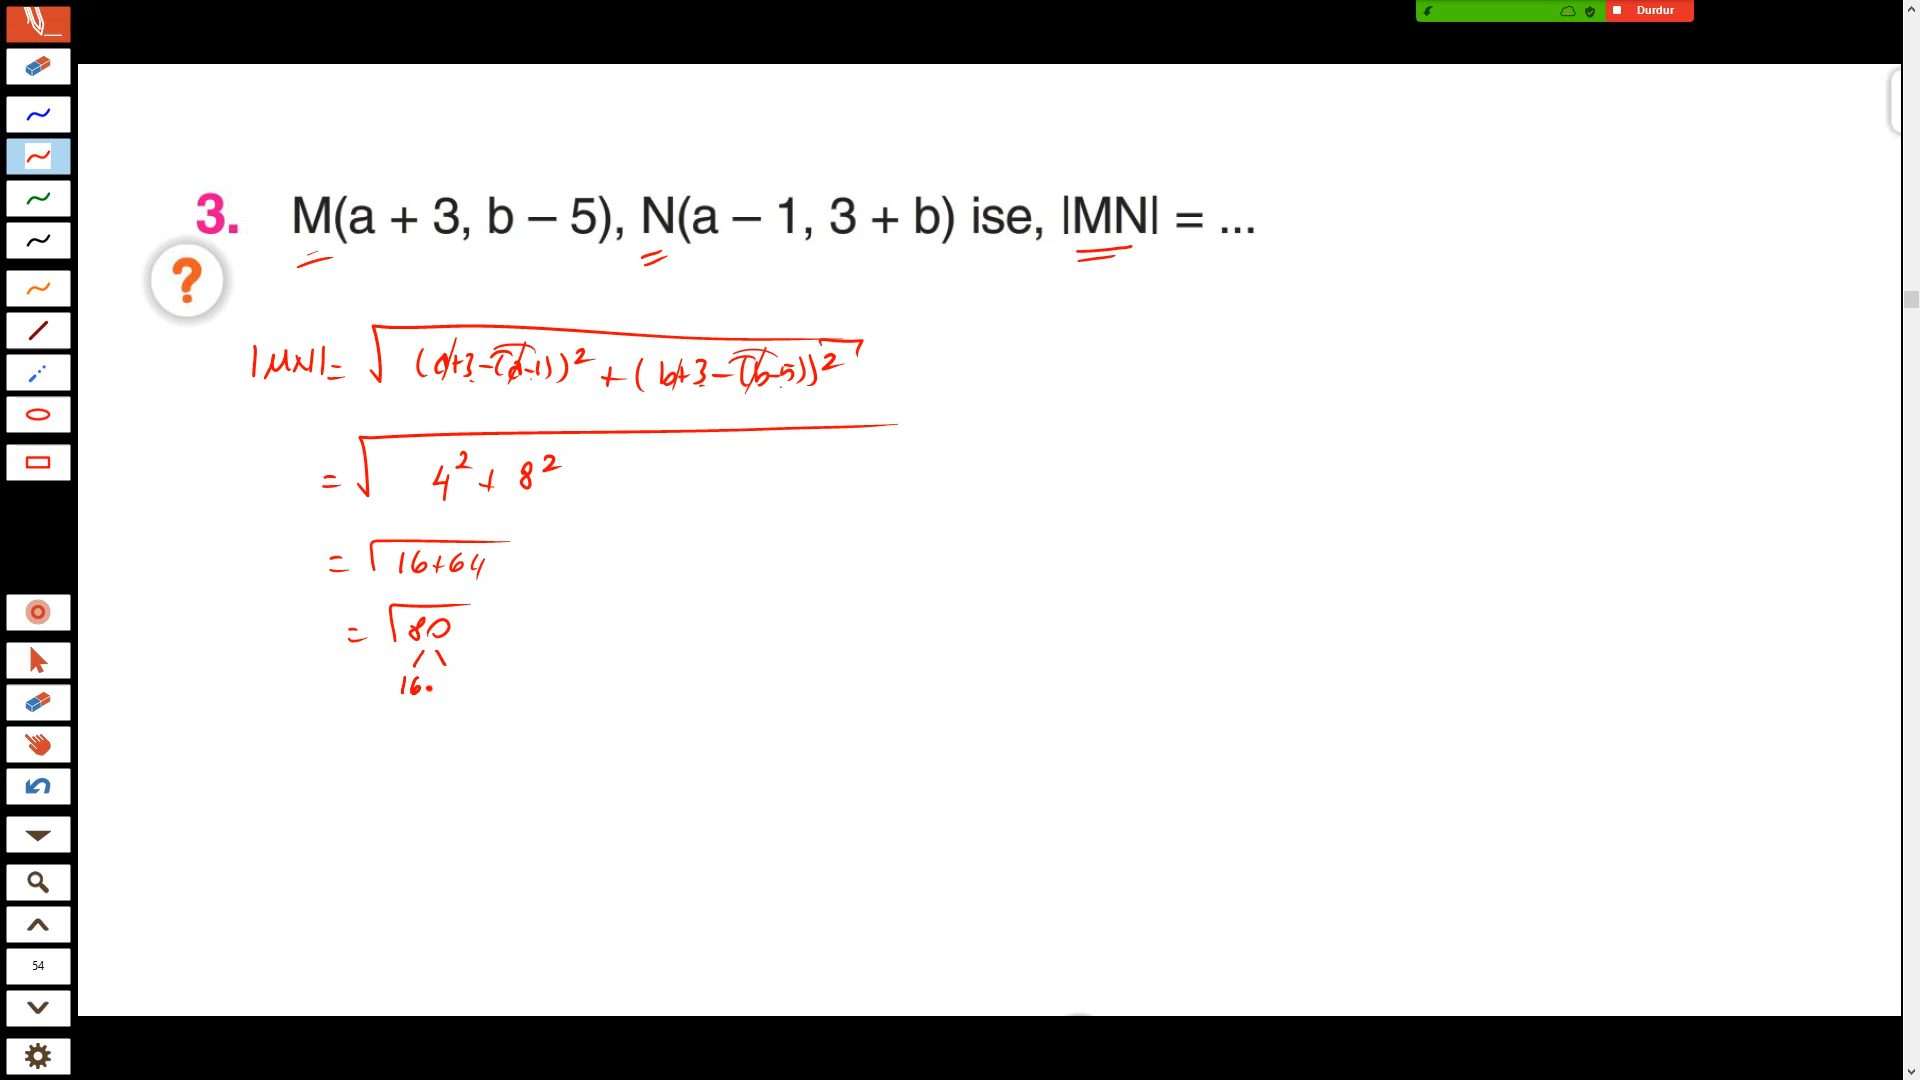 Durdur
3. M(a + 3, b – 5), N(a – 1, 3 + b) ise, |MN| = ...
?
|MN| = √((a+3-(a-1))² + (b+3-(b-5))²)
= √(4² + 8²)
= √(16+64)
= √80
16.
54